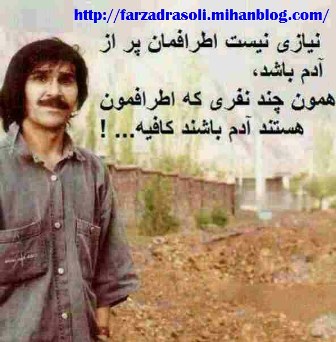 http://farzadrasoli.mihanblog.com/
نیازی نیست اطرافمان پر از
آدم باشد،
همون چند نفری که اطرافمون
هستند آدم باشند کافیه... !